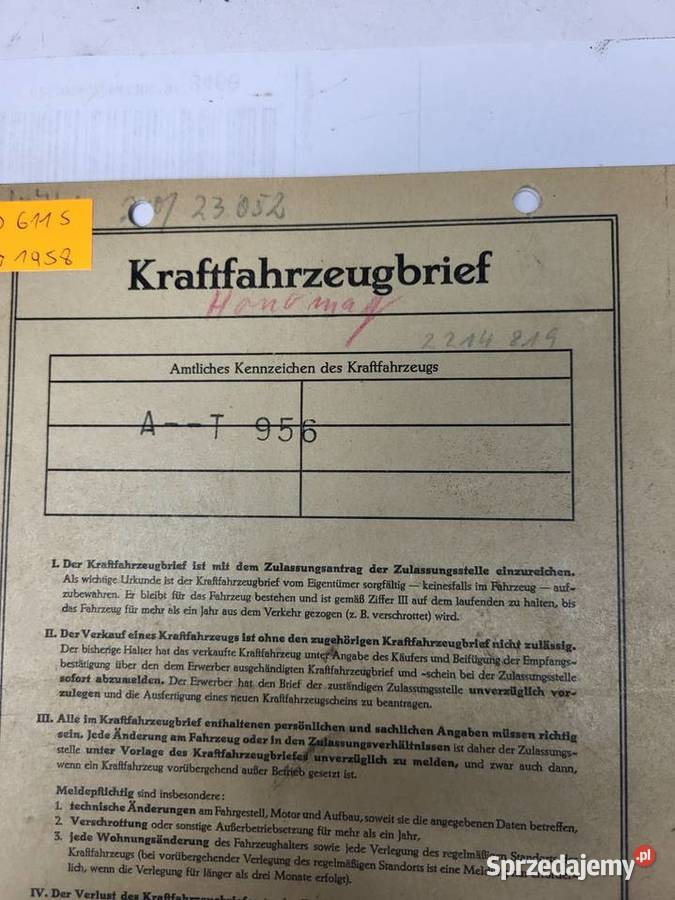 611 S
1958
23 052
Kraftfahrzeugbrief
Hanomag
2214 819
Amtliches Kennzeichen des Kraftfahrzeugs
A--T 956
I. Der Kraftfahrzeugbrief ist mit dem Zulassungsantrag der Zulassungsstelle einzureichen.
Als wichtige Urkunde ist der Kraftfahrzeugbrief vom Eigentümer sorgfältig — keinesfalls im Fahrzeug — auf-
zubewahren. Er bleibt für das Fahrzeug bestehen und ist gemäß Ziffer III auf dem laufenden zu halten, bis
das Fahrzeug für mehr als ein Jahr aus dem Verkehr gezogen (z. B. verschrottet) wird.
II. Der Verkauf eines Kraftfahrzeugs ist ohne den zugehörigen Kraftfahrzeugbrief nicht zulässig.
Der bisherige Halter hat das verkaufte Kraftfahrzeug unter Angabe des Käufers und Beifügung der Empfangs-
bestätigung über den dem Erwerber ausgehändigten Kraftfahrzeugbrief und -schein bei der Zulassungsstelle
sofort abzumelden. Der Erwerber hat den Brief der zuständigen Zulassungsstelle unverzüglich vor-
zulegen und die Ausfertigung eines neuen Kraftfahrzeugscheins zu beantragen.
III. Alle im Kraftfahrzeugbrief enthaltenen persönlichen und sachlichen Angaben müssen richtig
sein. Jede Änderung am Fahrzeug oder in den Zulassungsverhältnissen ist daher der Zulassungs-
stelle unter Vorlage des Kraftfahrzeugbriefes unverzüglich zu melden, und zwar auch dann,
wenn ein Kraftfahrzeug vorübergehend außer Betrieb gesetzt ist.
Meldepflichtig sind insbesondere:
1. technische Änderungen am Fahrgestell, Motor und Aufbau, soweit sie die angegebenen Daten betreffen,
2. Verschrottung oder sonstige Außerbetriebsetzung für mehr als ein Jahr,
3. jede Wohnungsänderung des Fahrzeughalters sowie jede Verlegung des regelmäßigen Standorts
Kraftfahrzeugs (bei vorübergehender Verlegung des regelmäßigen Standorts ist eine
lich, wenn die Verlegung für länger als drei Monate erfolgt).
IV. Der Verlust des
Sprzedajemy.pl